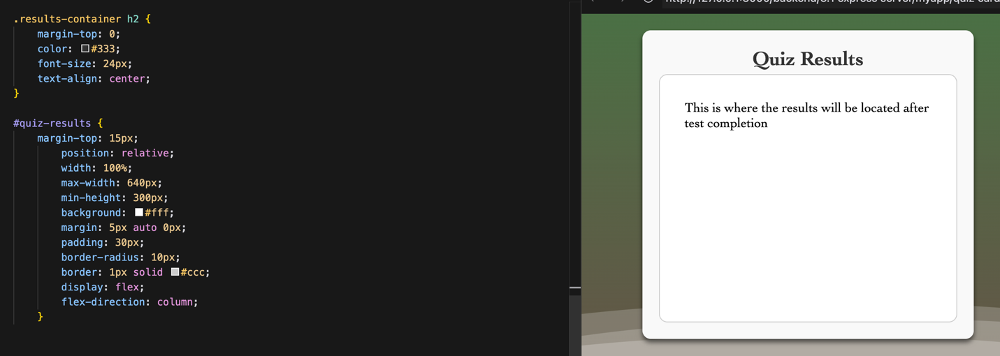 .results-container h2 {
margin-top: 0;
color: #333;
font-size: 24px;
text-align: center;
}
#quiz-results {
margin-top: 15px;
position: relative;
width: 100%;
max-width: 640px;
min-height: 300px;
background: #fff;
margin: 5px auto 0px;
padding: 30px;
border-radius: 10px;
border: 1px solid #ccc;
display: flex;
flex-direction: column;
}
Quiz Results
This is where the results will be located after
test completion